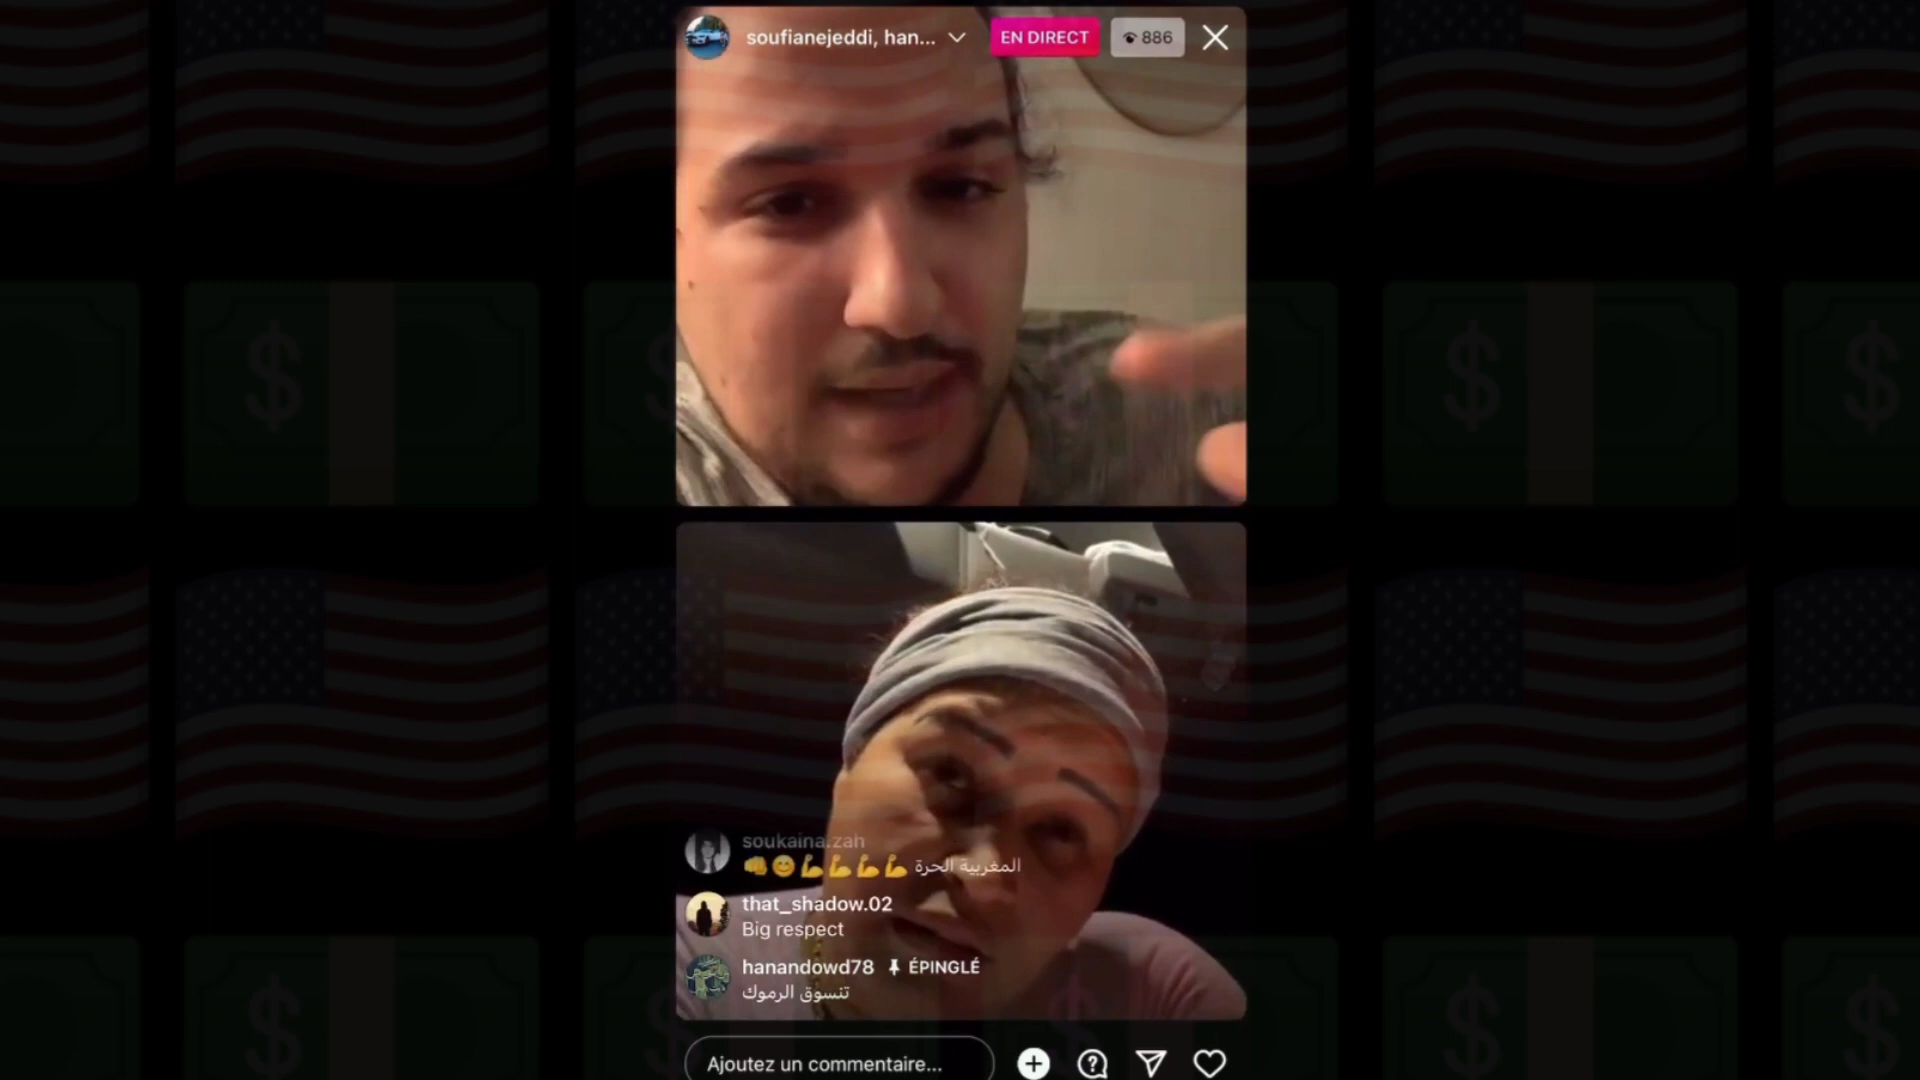 soufianejeddi, han...
EN DIRECT
886
soukaina.zah
👊😊💪💪💪💪 المغربية الحرة
that_shadow.02
Big respect
hanandowd78 📌 ÉPINGLÉ
تنسوق الرموك
Ajoutez un commentaire...